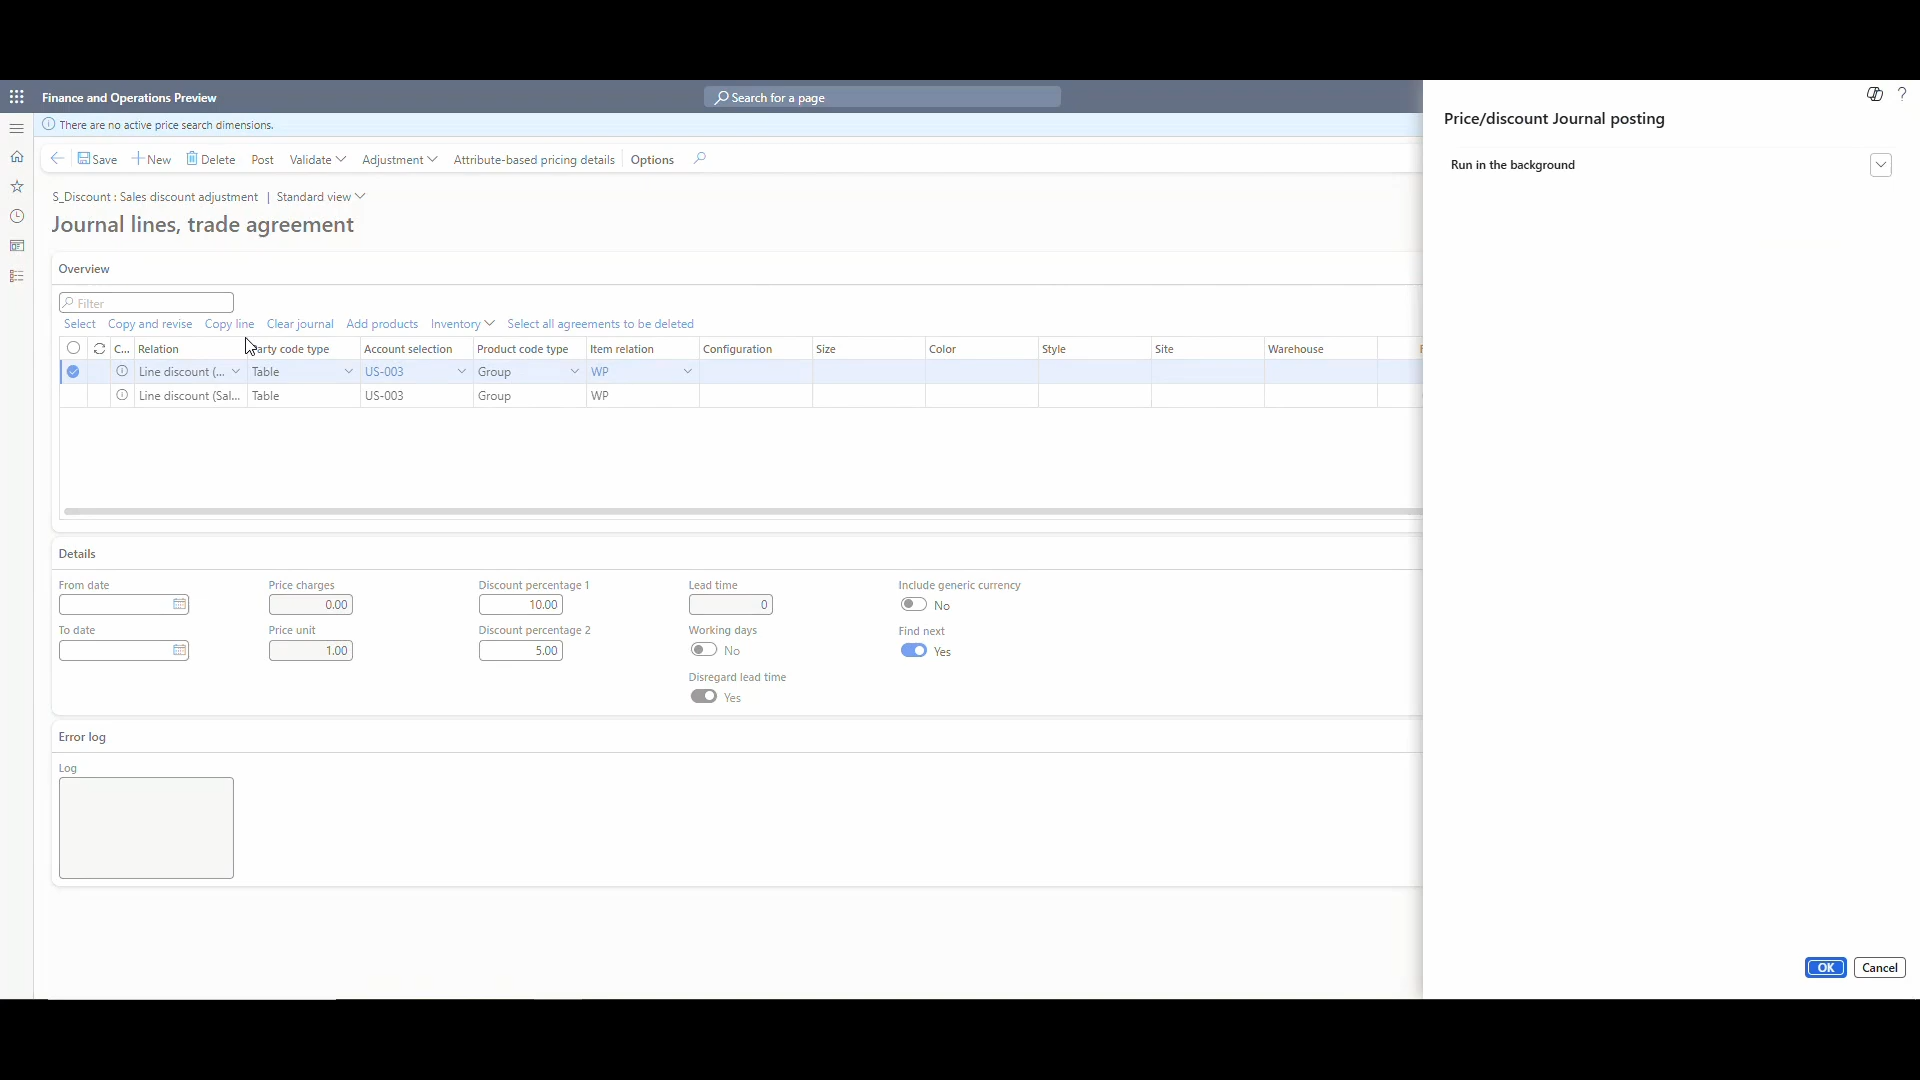 Finance and Operations Preview
Search for a page
There are no active price search dimensions.
Save New Delete Post Validate Adjustment Attribute-based pricing details Options
S_Discount : Sales discount adjustment | Standard view
Journal lines, trade agreement
Overview
Filter
Select Copy and revise Copy line Clear journal Add products Inventory Select all agreements to be deleted
C... Relation arty code type Account selection Product code type Item relation Configuration Size Color Style Site Warehouse
Line discount (... Table US-003 Group WP
Line discount (Sal... Table US-003 Group WP
Details
From date Price charges Discount percentage 1 Lead time Include generic currency
0.00 10.00 0 No
To date Price unit Discount percentage 2 Working days Find next
1.00 5.00 No Yes
Disregard lead time
Yes
Error log
Log
Price/discount Journal posting
?
Run in the background
OK Cancel